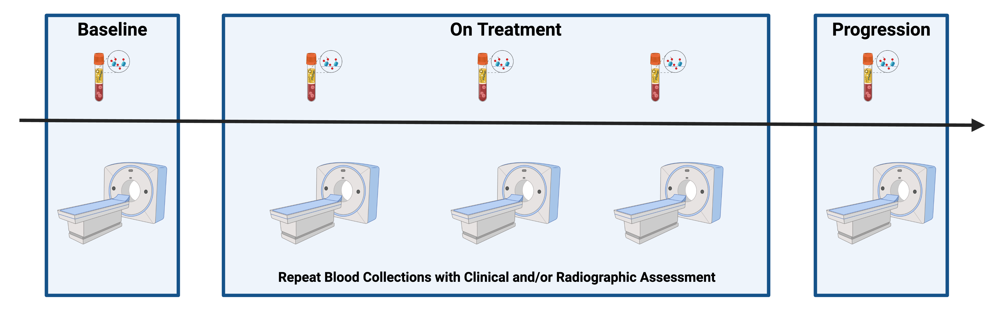 Baseline
On Treatment
Progression
Repeat Blood Collections with Clinical and/or Radiographic Assessment